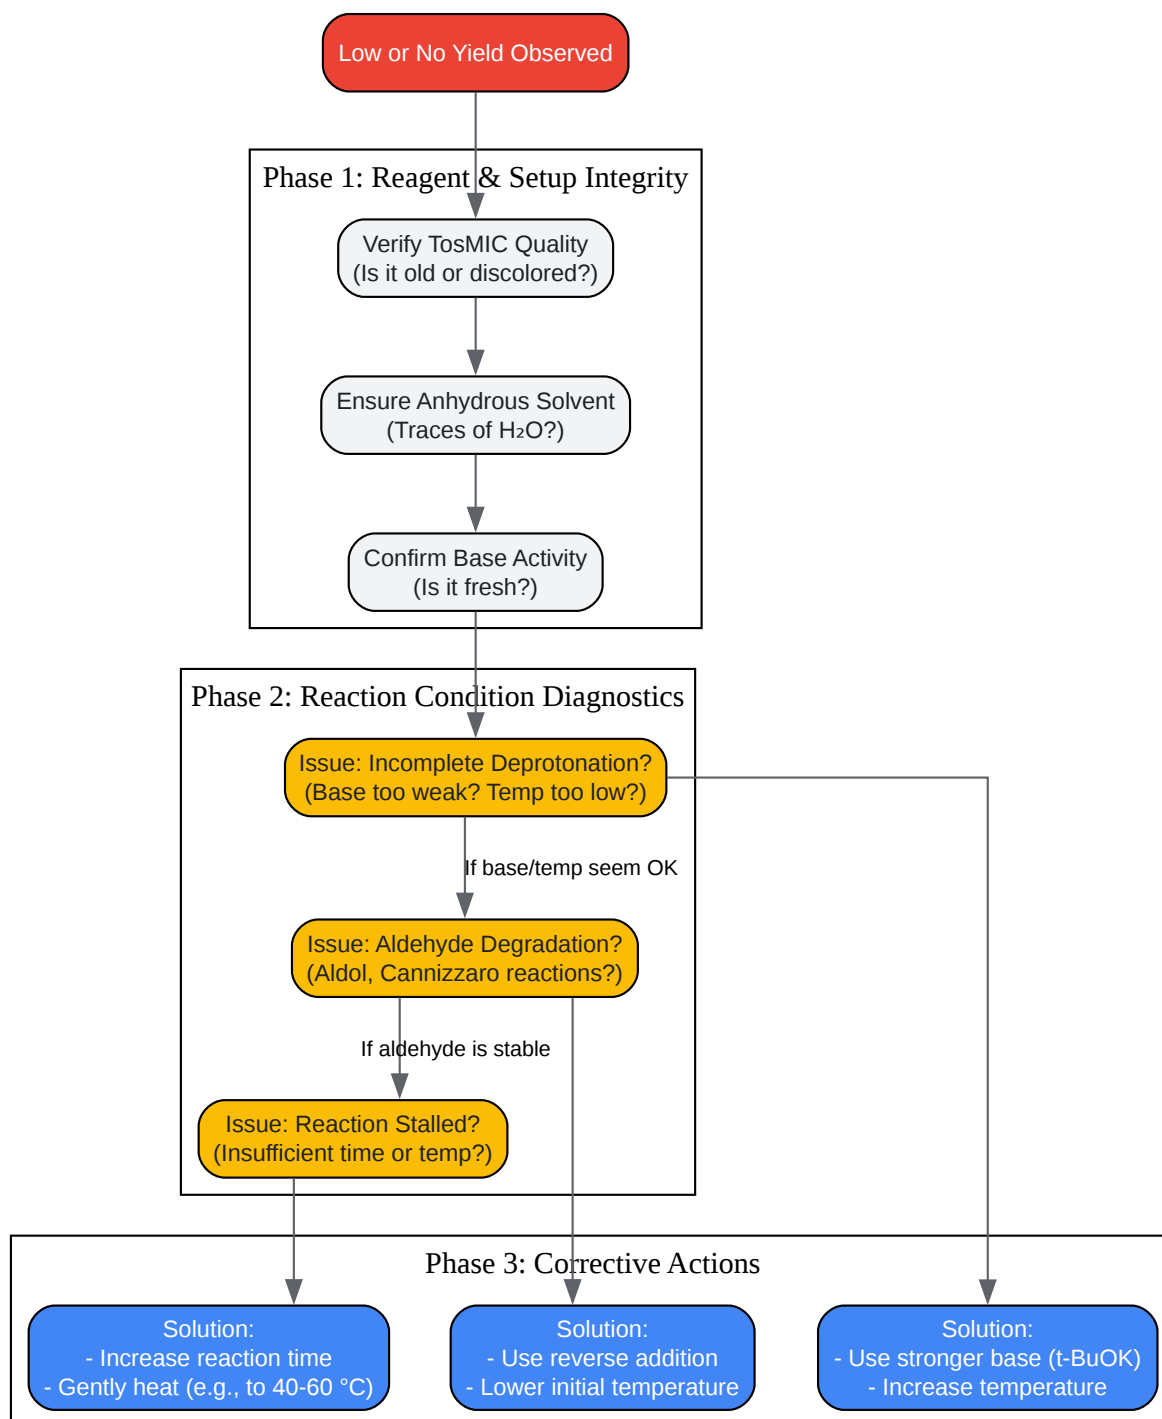 Low or No Yield Observed
Phase 1: Reagent & Setup Integrity
Verify TosMIC Quality
(Is it old or discolored?)
Ensure Anhydrous Solvent
(Traces of H₂O?)
Confirm Base Activity
(Is it fresh?)
Phase 2: Reaction Condition Diagnostics
Issue: Incomplete Deprotonation?
(Base too weak? Temp too low?)
If base/temp seem OK
Issue: Aldehyde Degradation?
(Aldol, Cannizzaro reactions?)
If aldehyde is stable
Issue: Reaction Stalled?
(Insufficient time or temp?)
Phase 3: Corrective Actions
Solution:
- Increase reaction time
- Gently heat (e.g., to 40-60 °C)
Solution:
- Use reverse addition
- Lower initial temperature
Solution:
- Use stronger base (t-BuOK)
- Increase temperature